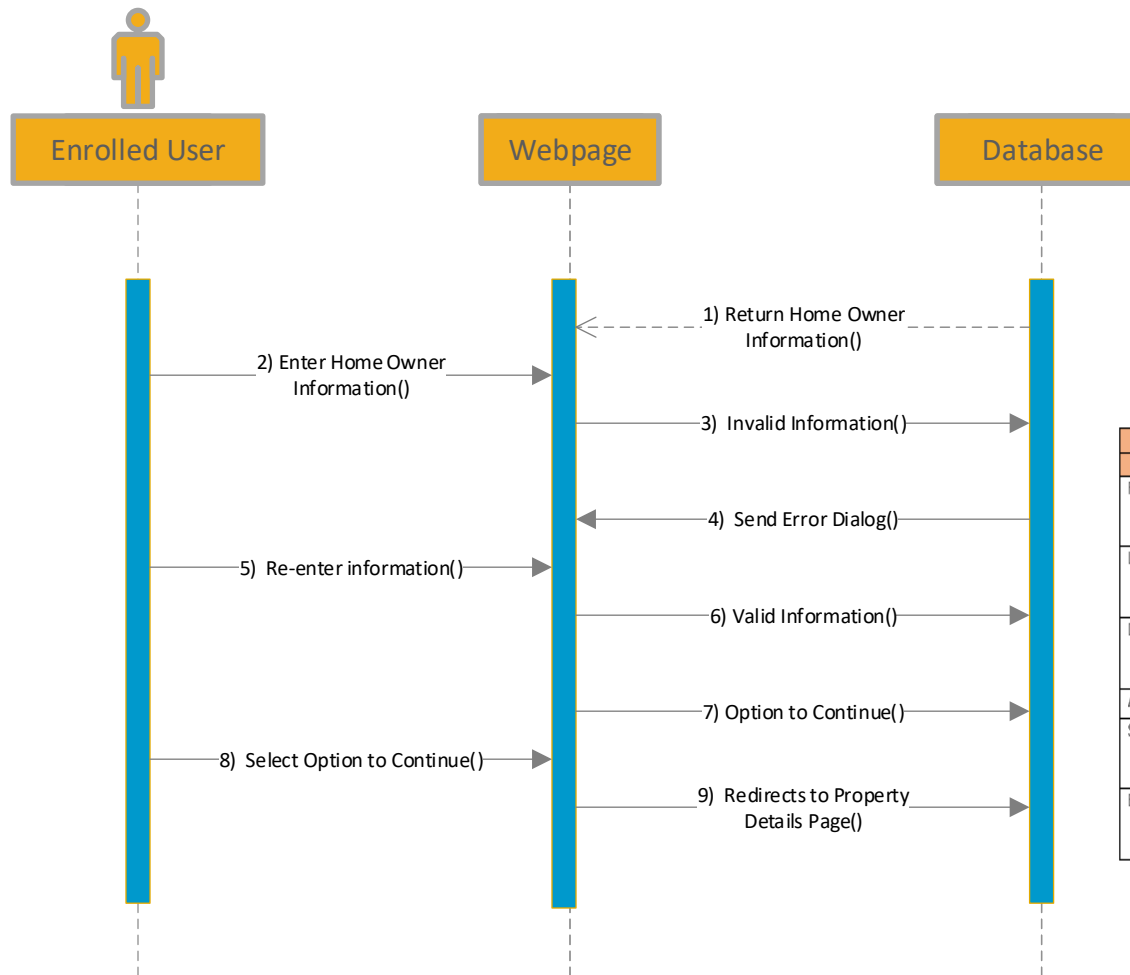 Enrolled User
Webpage
Database
1) Return Home Owner
Information()
2) Enter Home Owner
Information()
3)  Invalid Information()
4)  Send Error Dialog()
5)  Re-enter information()
6) Valid Information()
7) Option to Continue()
8)  Select Option to Continue()
9)  Redirects to Property
Details Page()